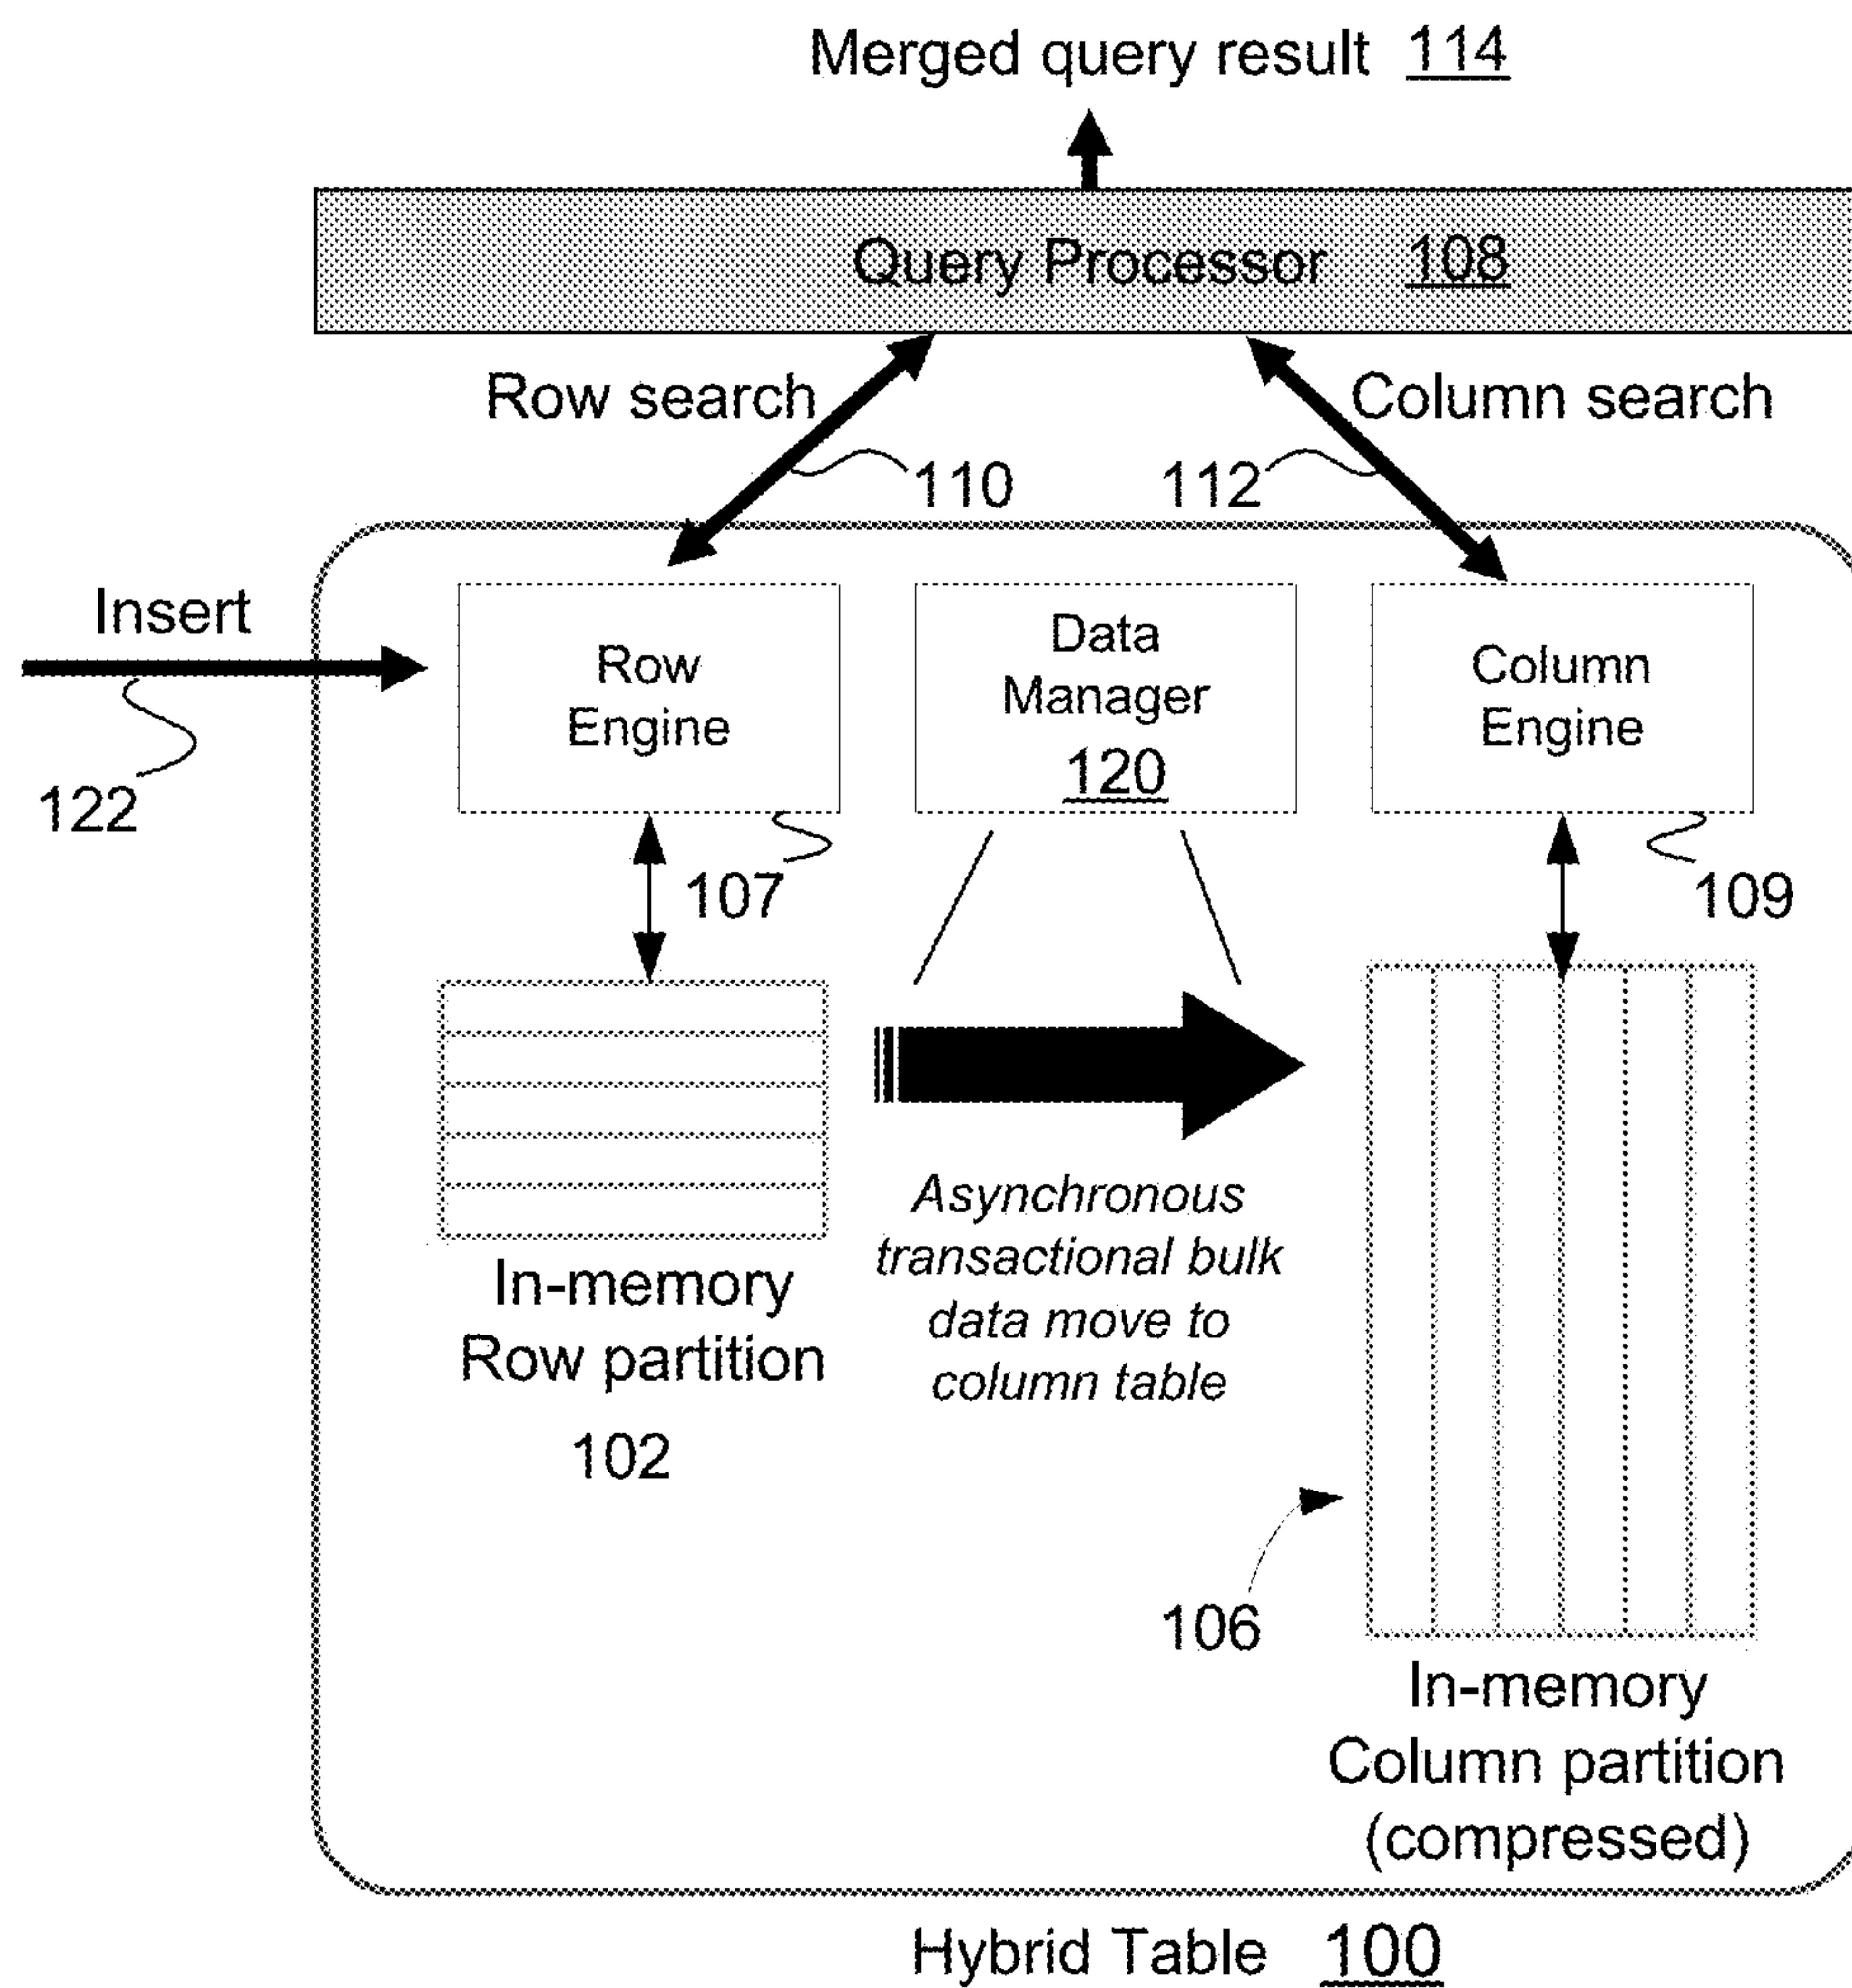 Merged query result 114
Query Processor 108
Row search
Column search
110
112
Insert
122
Row
Engine
Data
Manager
120
Column
Engine
107
109
Asynchronous
transactional bulk
data move to
column table
In-memory
Row partition
102
106
In-memory
Column partition
(compressed)
Hybrid Table 100